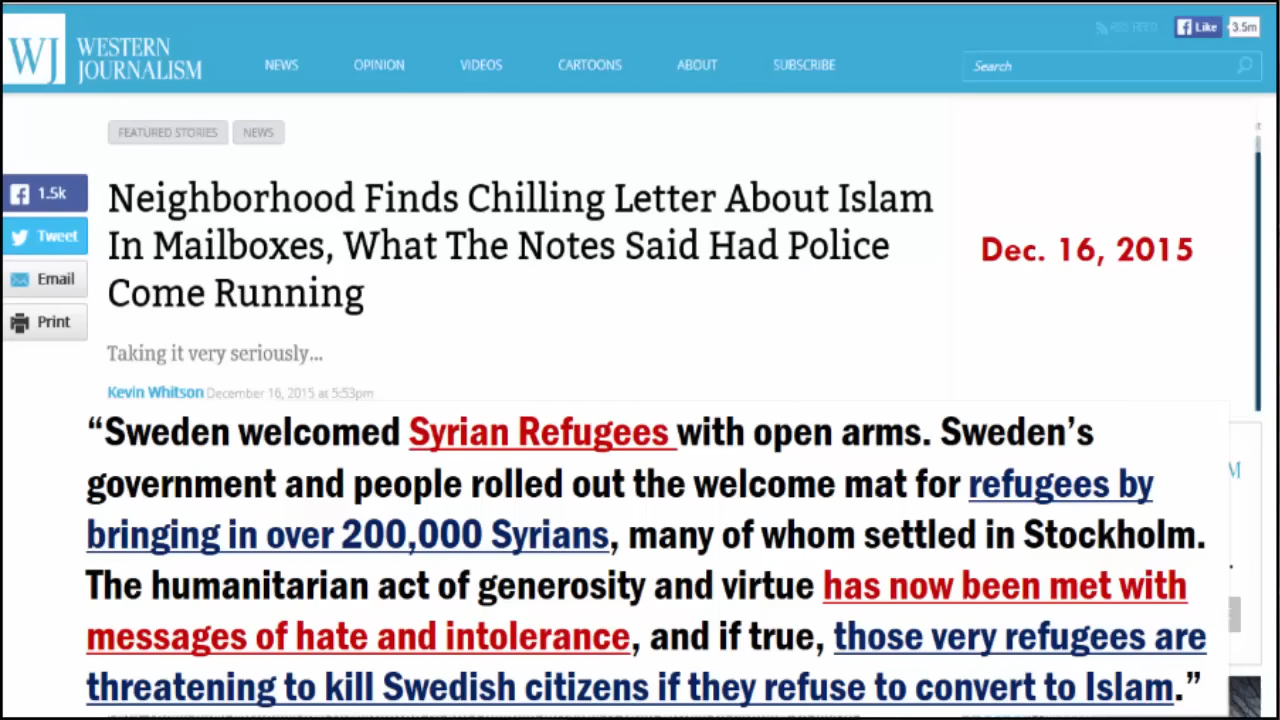 WJ WESTERN JOURNALISM
NEWS OPINION VIDEOS CARTOONS ABOUT SUBSCRIBE
RSS FEED
Like 3.5m
Search
FEATURED STORIES NEWS
1.5k
Tweet
Email
Print
Neighborhood Finds Chilling Letter About Islam
In Mailboxes, What The Notes Said Had Police
Come Running
Dec. 16, 2015
Taking it very seriously...
Kevin Whitson December 16, 2015 at 5:53pm
“Sweden welcomed Syrian Refugees with open arms. Sweden’s
government and people rolled out the welcome mat for refugees by
bringing in over 200,000 Syrians, many of whom settled in Stockholm.
The humanitarian act of generosity and virtue has now been met with
messages of hate and intolerance, and if true, those very refugees are
threatening to kill Swedish citizens if they refuse to convert to Islam.”